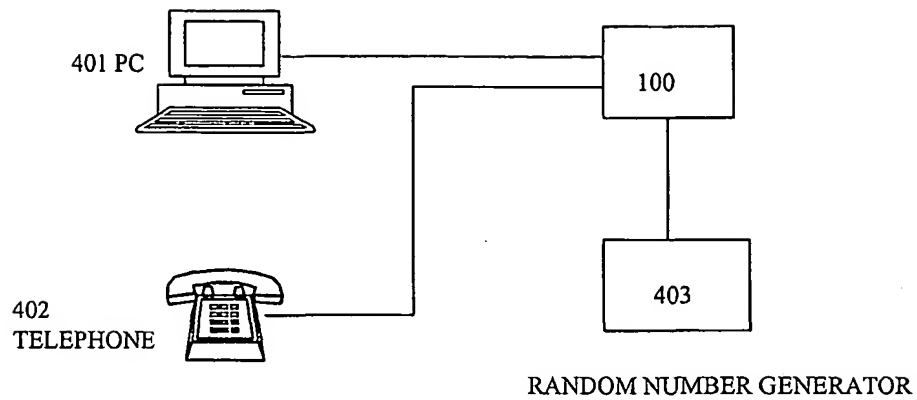 401 PC
100
403
402
TELEPHONE
RANDOM NUMBER GENERATOR